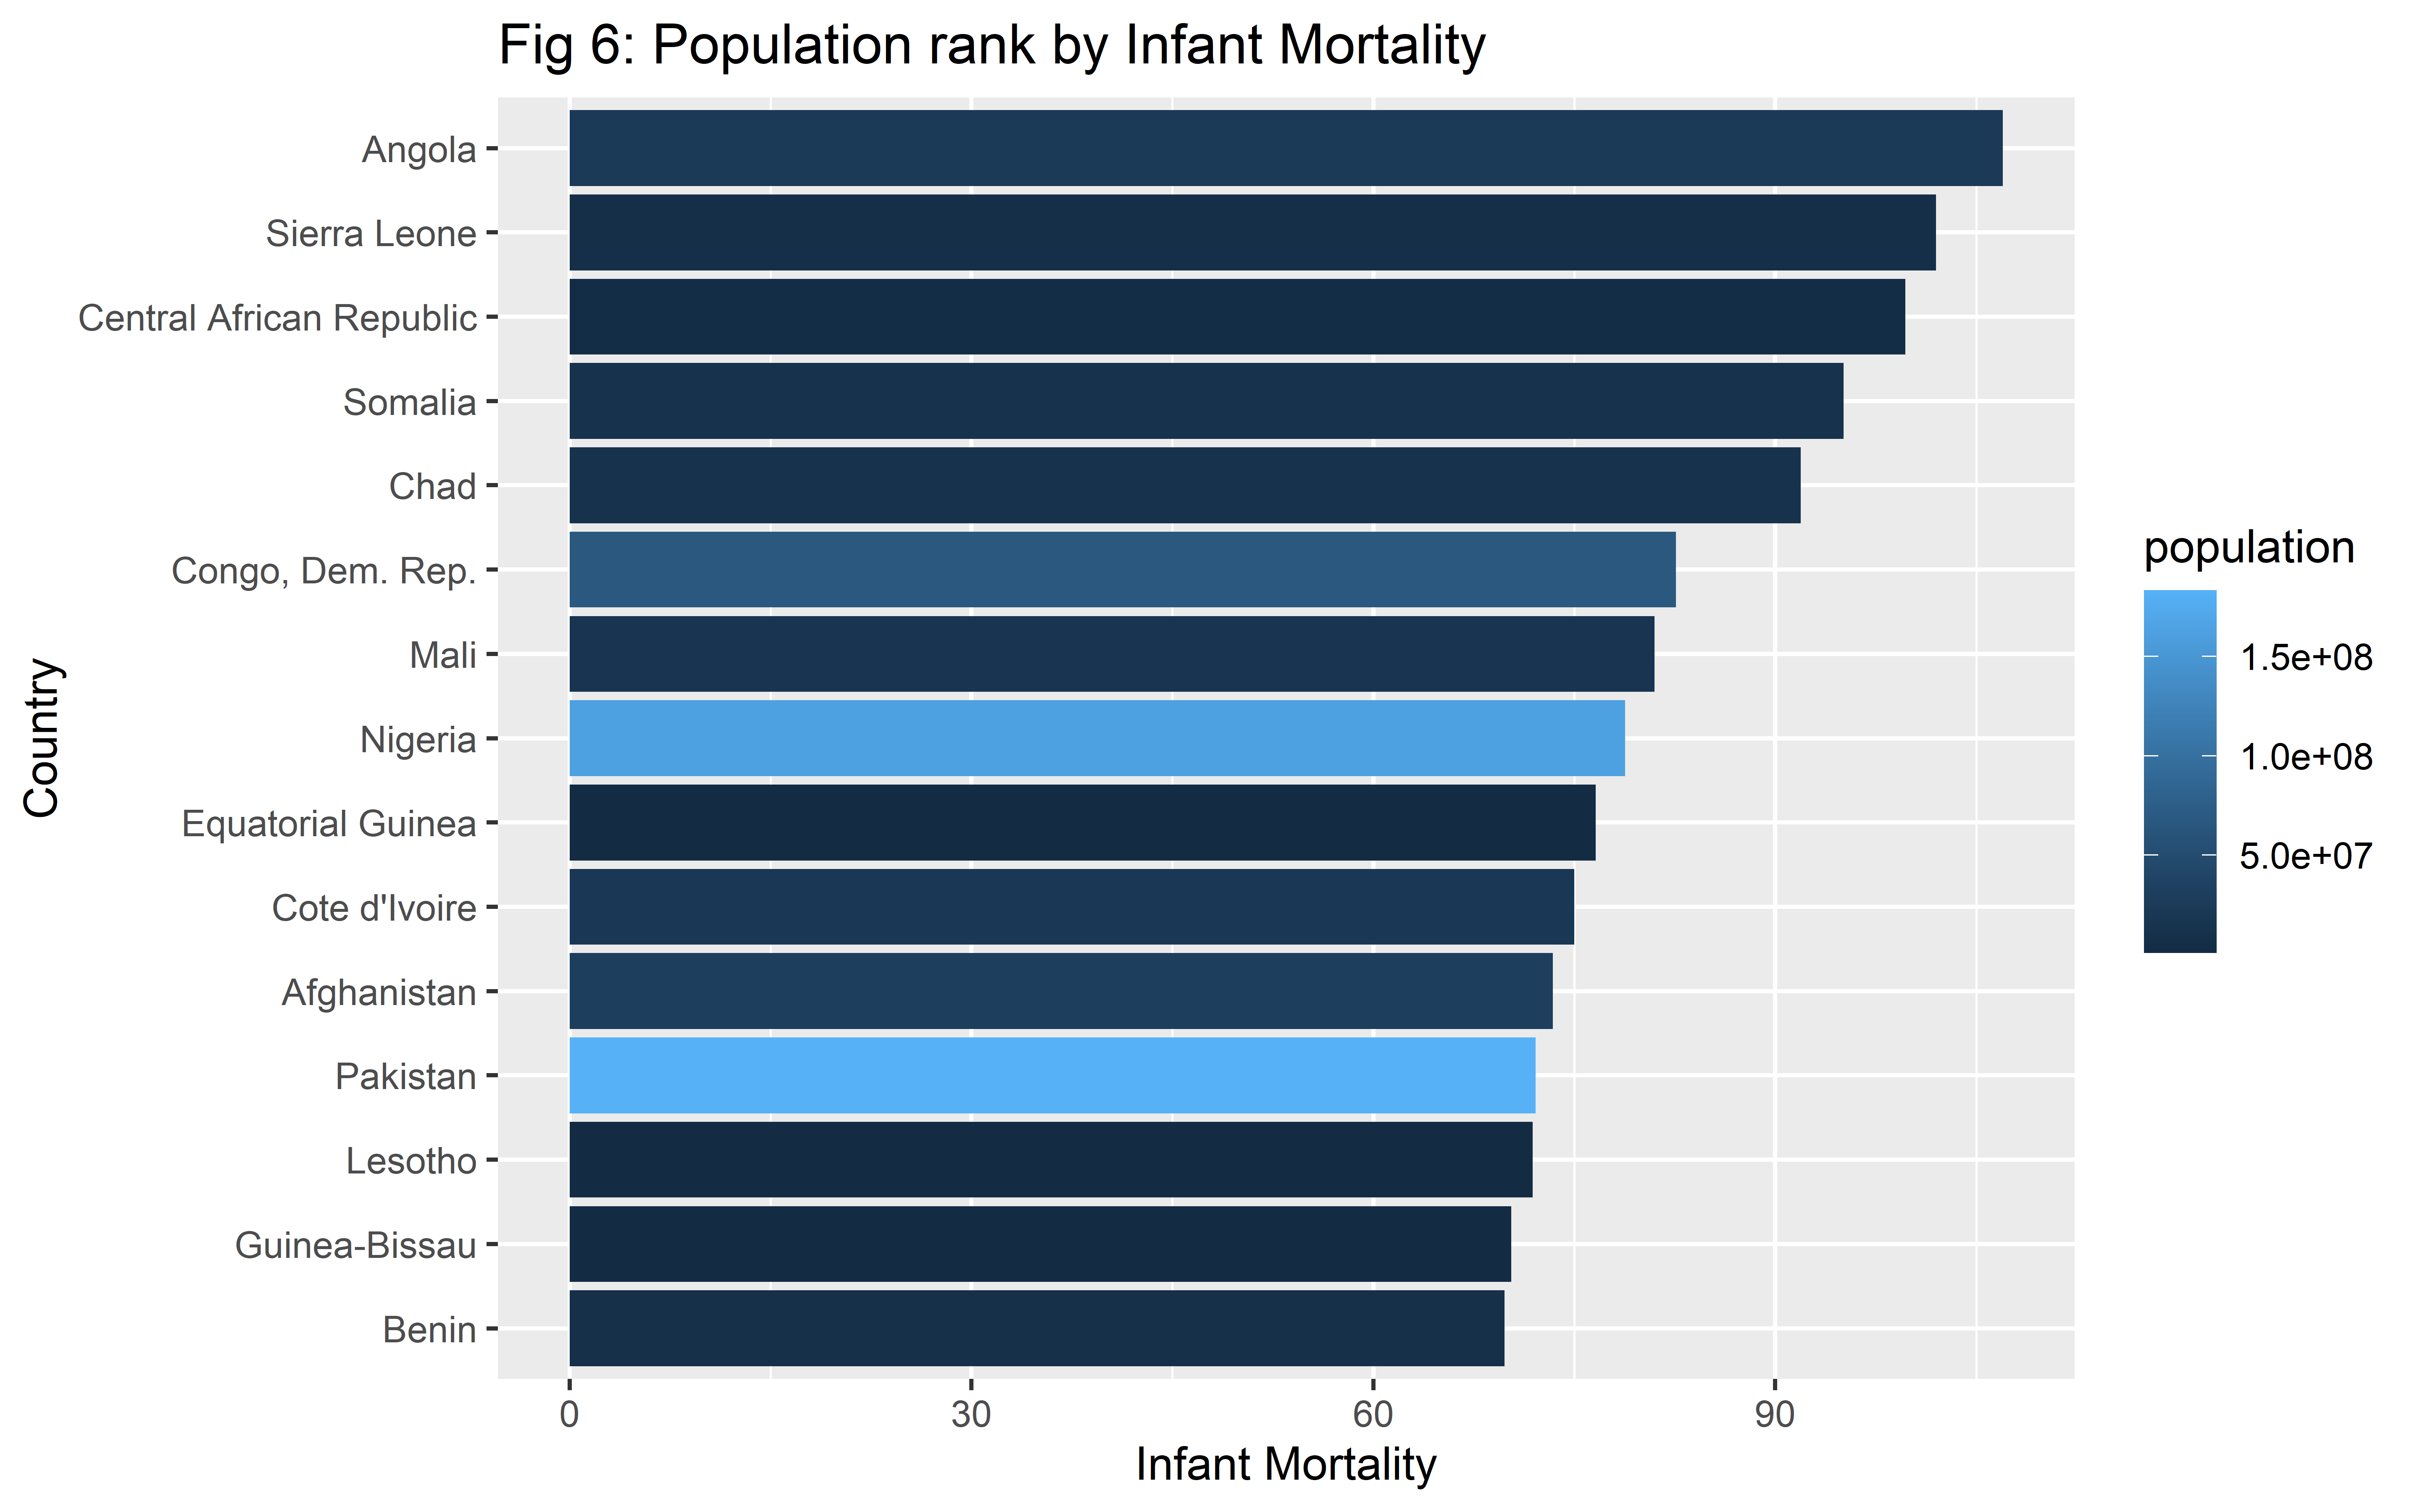 Fig 6: Population rank by Infant Mortality
Country
Angola
Sierra Leone
Central African Republic
Somalia
Chad
Congo, Dem. Rep.
Mali
Nigeria
Equatorial Guinea
Cote d'Ivoire
Afghanistan
Pakistan
Lesotho
Guinea-Bissau
Benin
0 30 60 90
Infant Mortality
population
1.5e+08
1.0e+08
5.0e+07